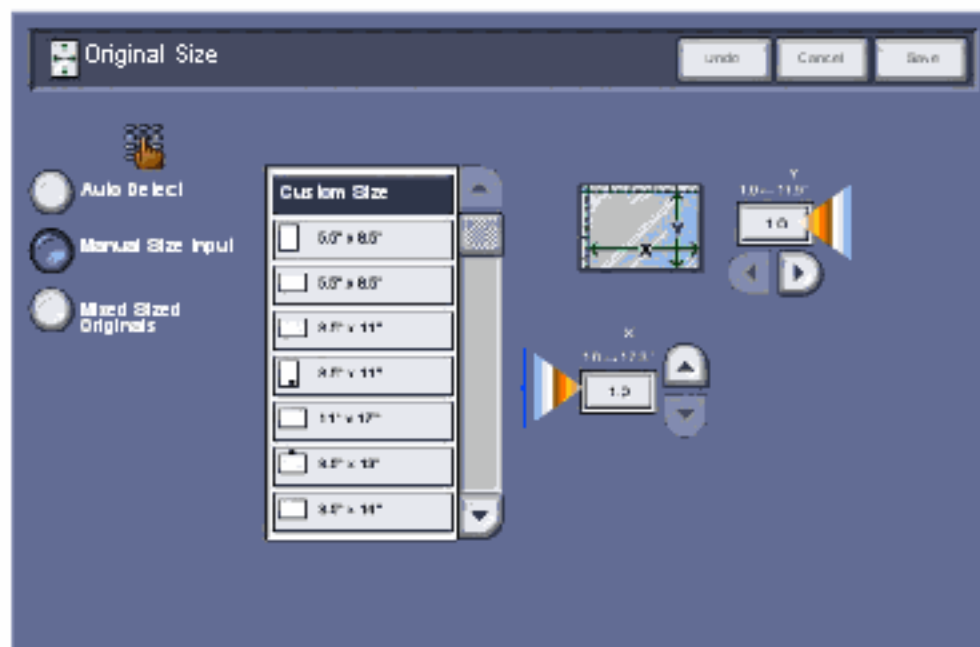 Original Size
Undo
Cancel
Save
Auto Detect
Manual Size Input
Mixed Sized
Originals
Custom Size
5.5" x 8.5"
5.5" x 8.5"
8.5" x 11"
8.5" x 11"
11" x 17"
8.5" x 13"
8.5" x 14"
Y
1.0
Y
X
X
1.0